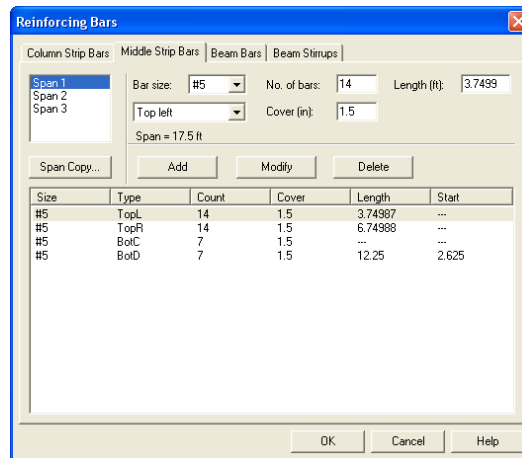 Reinforcing Bars
Column Strip Bars Middle Strip Bars Beam Bars Beam Stirrups
Span 1
Span 2
Span 3
Bar size: #5 No. of bars: 14 Length (ft): 3.7499
Top left Cover (in): 1.5
Span = 17.5 ft
Span Copy... Add Modify Delete
Size Type Count Cover Length Start
#5 TopL 14 1.5 3.74987 ---
#5 TopR 14 1.5 6.74988 ---
#5 BotC 7 1.5 --- ---
#5 BotD 7 1.5 12.25 2.625
OK Cancel Help